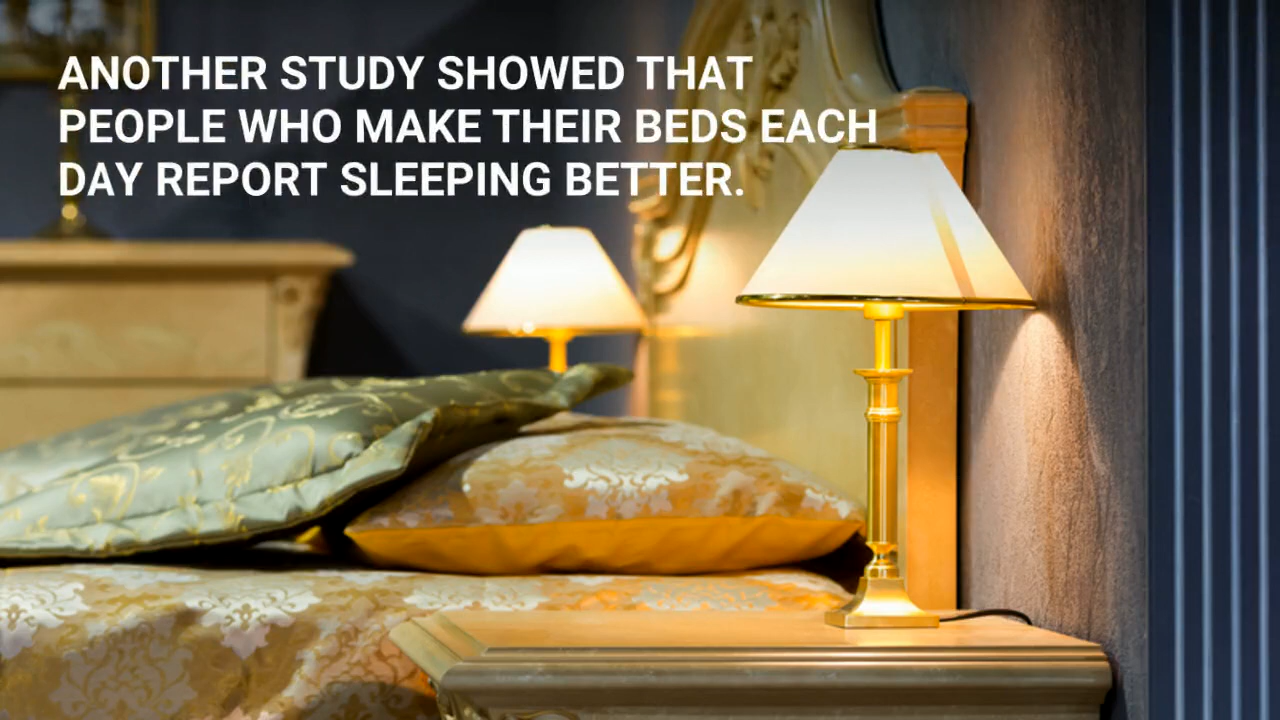 ANOTHER STUDY SHOWED THAT
PEOPLE WHO MAKE THEIR BEDS EACH
DAY REPORT SLEEPING BETTER.